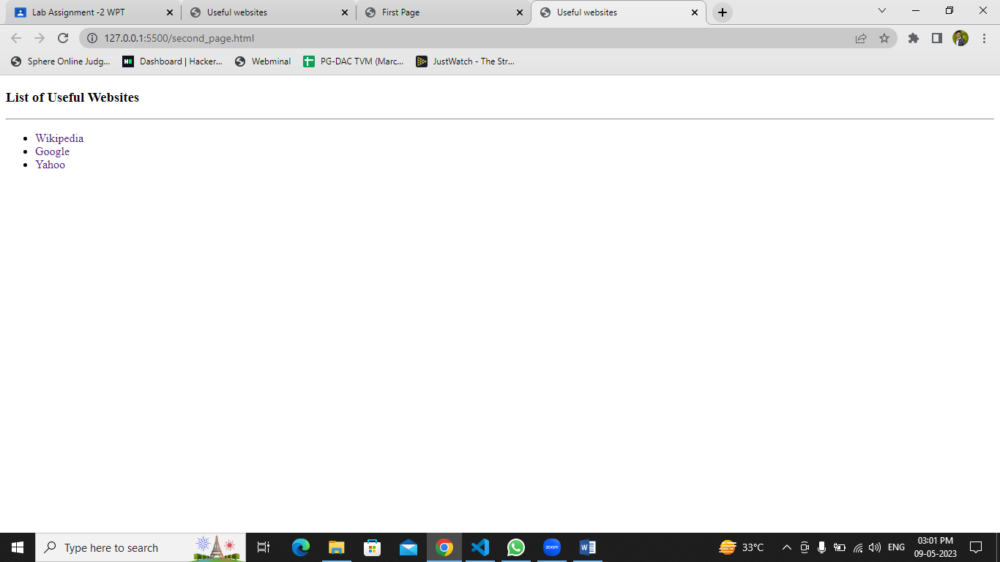 Lab Assignment -2 WPT
Useful websites
First Page
Useful websites
127.0.0.1:5500/second_page.html
Sphere Online Judg...
Dashboard | Hacker...
Webminal
PG-DAC TVM (Marc...
JustWatch - The Str...
List of Useful Websites
Wikipedia
Google
Yahoo
Type here to search
zoom
33°C
ENG
03:01 PM
09-05-2023